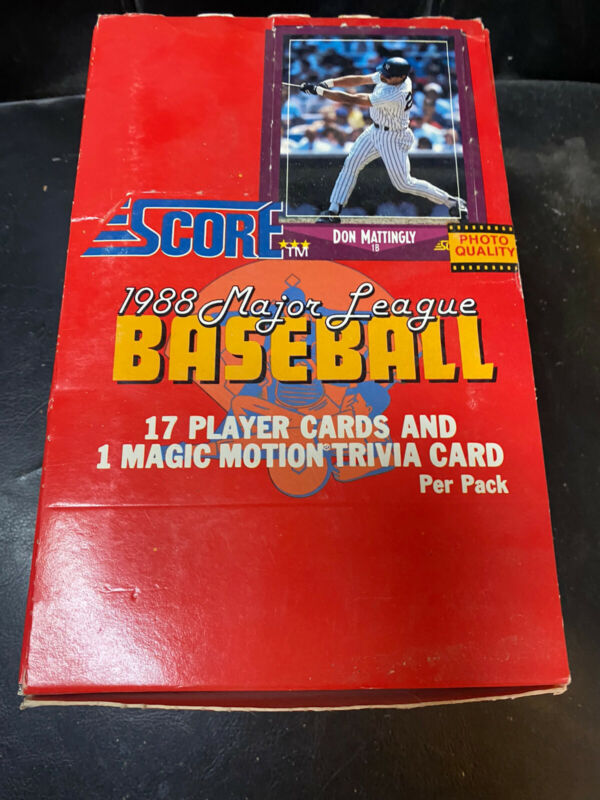 SCORE™
DON MATTINGLY
1B
PHOTO
QUALITY
1988 Major League
BASEBALL
17 PLAYER CARDS AND
1 MAGIC MOTION® TRIVIA CARD
Per Pack